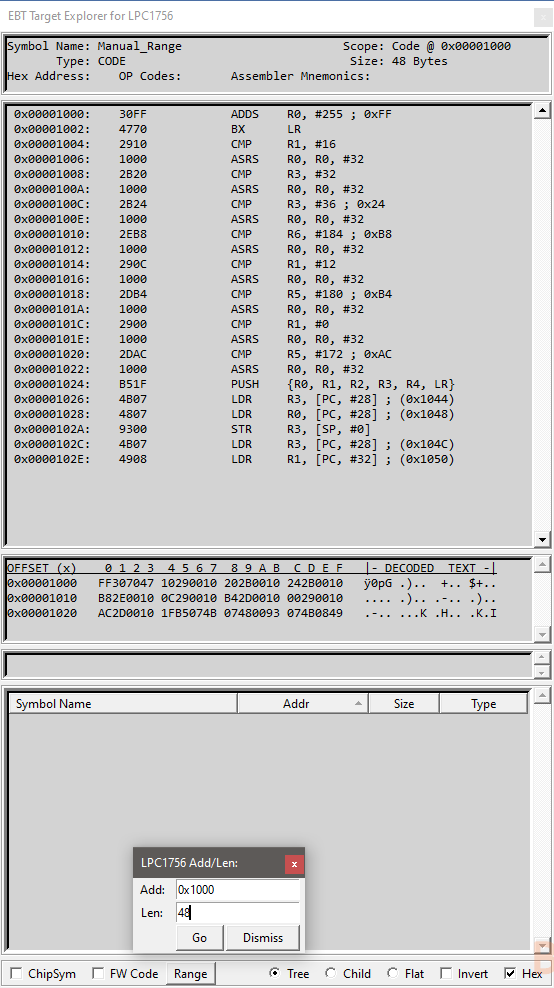 EBT Target Explorer for LPC1756
Symbol Name: Manual_Range Scope: Code @ 0x00001000
Type: CODE Size: 48 Bytes
Hex Address: OP Codes: Assembler Mnemonics:
0x00001000: 30FF ADDS R0, #255 ; 0xFF
0x00001002: 4770 BX LR
0x00001004: 2910 CMP R1, #16
0x00001006: 1000 ASRS R0, R0, #32
0x00001008: 2B20 CMP R3, #32
0x0000100A: 1000 ASRS R0, R0, #32
0x0000100C: 2B24 CMP R3, #36 ; 0x24
0x0000100E: 1000 ASRS R0, R0, #32
0x00001010: 2EB8 CMP R6, #184 ; 0xB8
0x00001012: 1000 ASRS R0, R0, #32
0x00001014: 290C CMP R1, #12
0x00001016: 1000 ASRS R0, R0, #32
0x00001018: 2DB4 CMP R5, #180 ; 0xB4
0x0000101A: 1000 ASRS R0, R0, #32
0x0000101C: 2900 CMP R1, #0
0x0000101E: 1000 ASRS R0, R0, #32
0x00001020: 2DAC CMP R5, #172 ; 0xAC
0x00001022: 1000 ASRS R0, R0, #32
0x00001024: B51F PUSH {R0, R1, R2, R3, R4, LR}
0x00001026: 4B07 LDR R3, [PC, #28] ; (0x1044)
0x00001028: 4807 LDR R0, [PC, #28] ; (0x1048)
0x0000102A: 9300 STR R3, [SP, #0]
0x0000102C: 4B07 LDR R3, [PC, #28] ; (0x104C)
0x0000102E: 4908 LDR R1, [PC, #32] ; (0x1050)
OFFSET (x) 0 1 2 3 4 5 6 7 8 9 A B C D E F |- DECODED TEXT -|
0x00001000 FF307047 10290010 202B0010 242B0010 ÿ0pG .).. +.. $+..
0x00001010 B82E0010 0C290010 B42D0010 00290010 .... .).. .-.. .)..
0x00001020 AC2D0010 1FB5074B 07480093 074B0849 .-.. ...K .H.. .K.I
Symbol Name Addr Size Type
LPC1756 Add/Len: x
Add: 0x1000
Len: 48
Go Dismiss
ChipSym FW Code Range Tree Child Flat Invert Hex